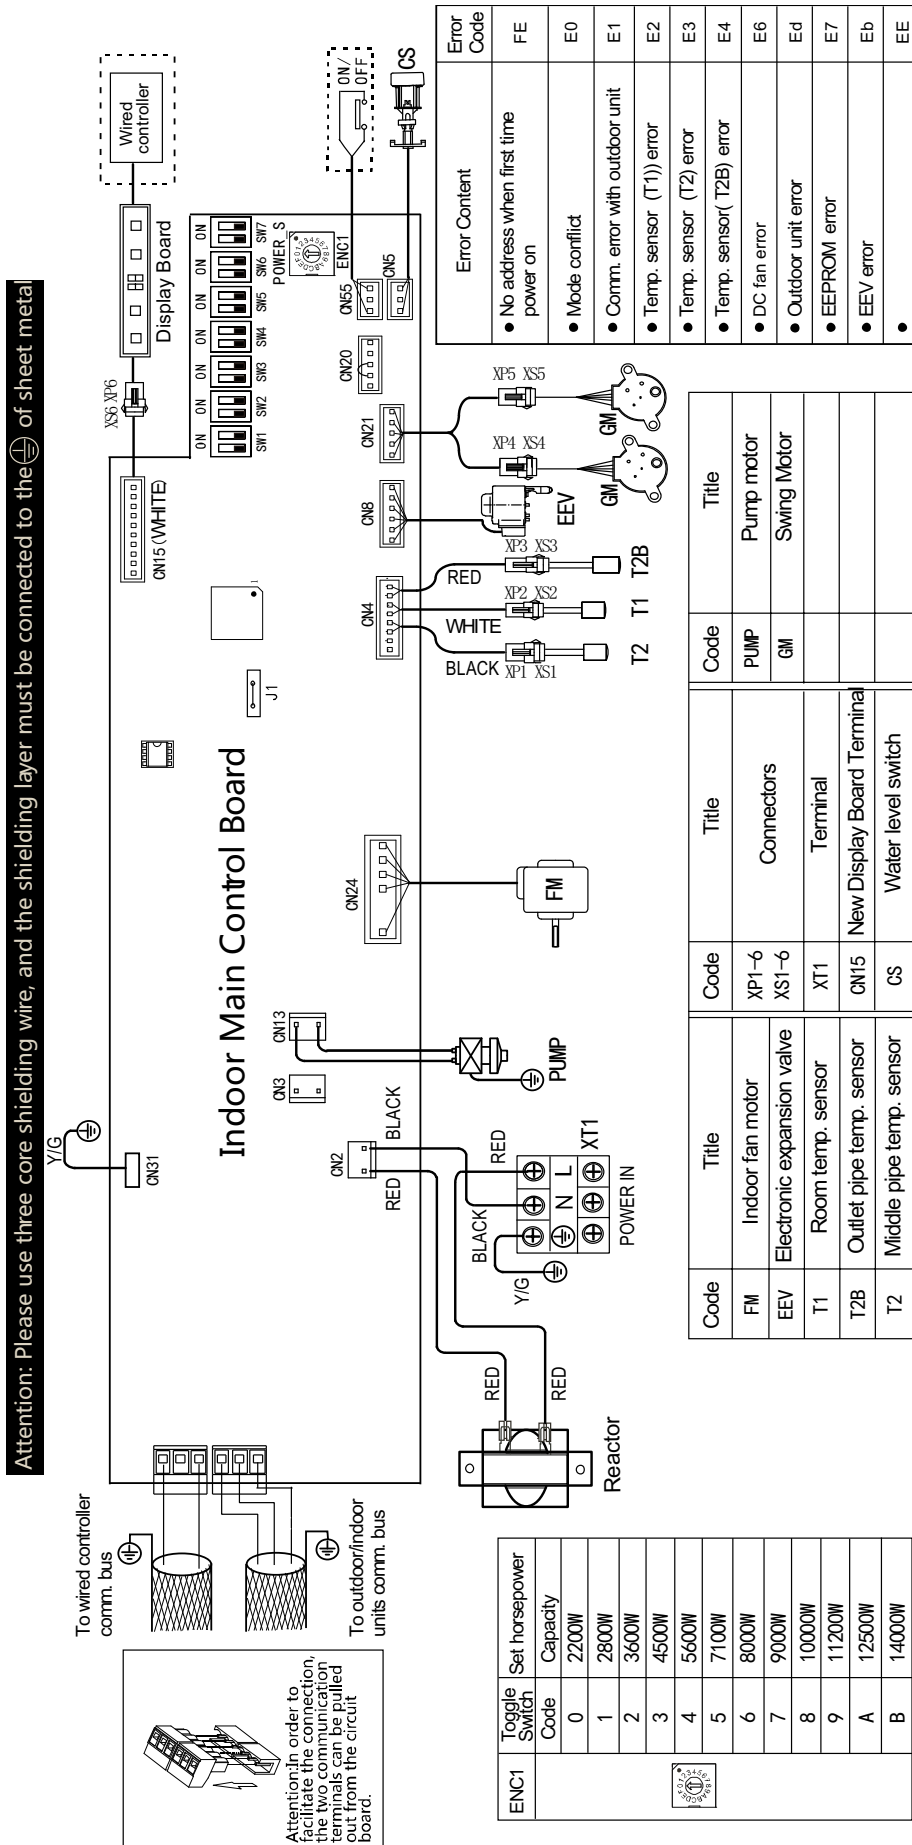 Attention: Please use three core shielding wire, and the shielding layer must be connected to the of sheet metal
To wired controller
comm. bus
To outdoor/indoor
units comm. bus
Attention:In order to
facilitate the connection,
the two communication
terminals can be pulled
out from the circuit
board.
Y/G
CN31
Indoor Main Control Board
J1
1
CN15(WHITE)
XS6 XP6
Display Board
Wired
controller
ON
ON
ON
ON
ON
ON
ON
SW1
SW2
SW3
SW4
SW5
SW6
SW7
POWER_S
ENC1
ON/
OFF
CS
CN2
CN3
CN13
CN24
CN4
CN8
CN21
CN20
CN55
CN5
RED
BLACK
RED
RED
Reactor
BLACK
RED
Y/G
N
L
XT1
POWER IN
PUMP
FM
BLACK
WHITE
RED
XP1 XS1
XP2 XS2
XP3 XS3
T2
T1
T2B
EEV
XP4 XS4
XP5 XS5
GM
GM
ENC1
Toggle
Switch
Set horsepower
Code
Capacity
0 2200W
1 2800W
2 3600W
3 4500W
4 5600W
5 7100W
6 8000W
7 9000W
8 10000W
9 11200W
A 12500W
B 14000W
Code Title Code Title Code Title
FM Indoor fan motor XP1-6 Connectors PUMP Pump motor
EEV Electronic expansion valve XS1-6 GM Swing Motor
T1 Room temp. sensor XT1 Terminal
T2B Outlet pipe temp. sensor CN15 New Display Board Terminal
T2 Middle pipe temp. sensor CS Water level switch
Error Content
Error
Code
● No address when first time
power on
FE
● Mode conflict E0
● Comm. error with outdoor unit E1
● Temp. sensor (T1)) error E2
● Temp. sensor (T2) error E3
● Temp. sensor( T2B) error E4
● DC fan error E6
● Outdoor unit error Ed
● EEPROM error E7
● EEV error Eb
● EE